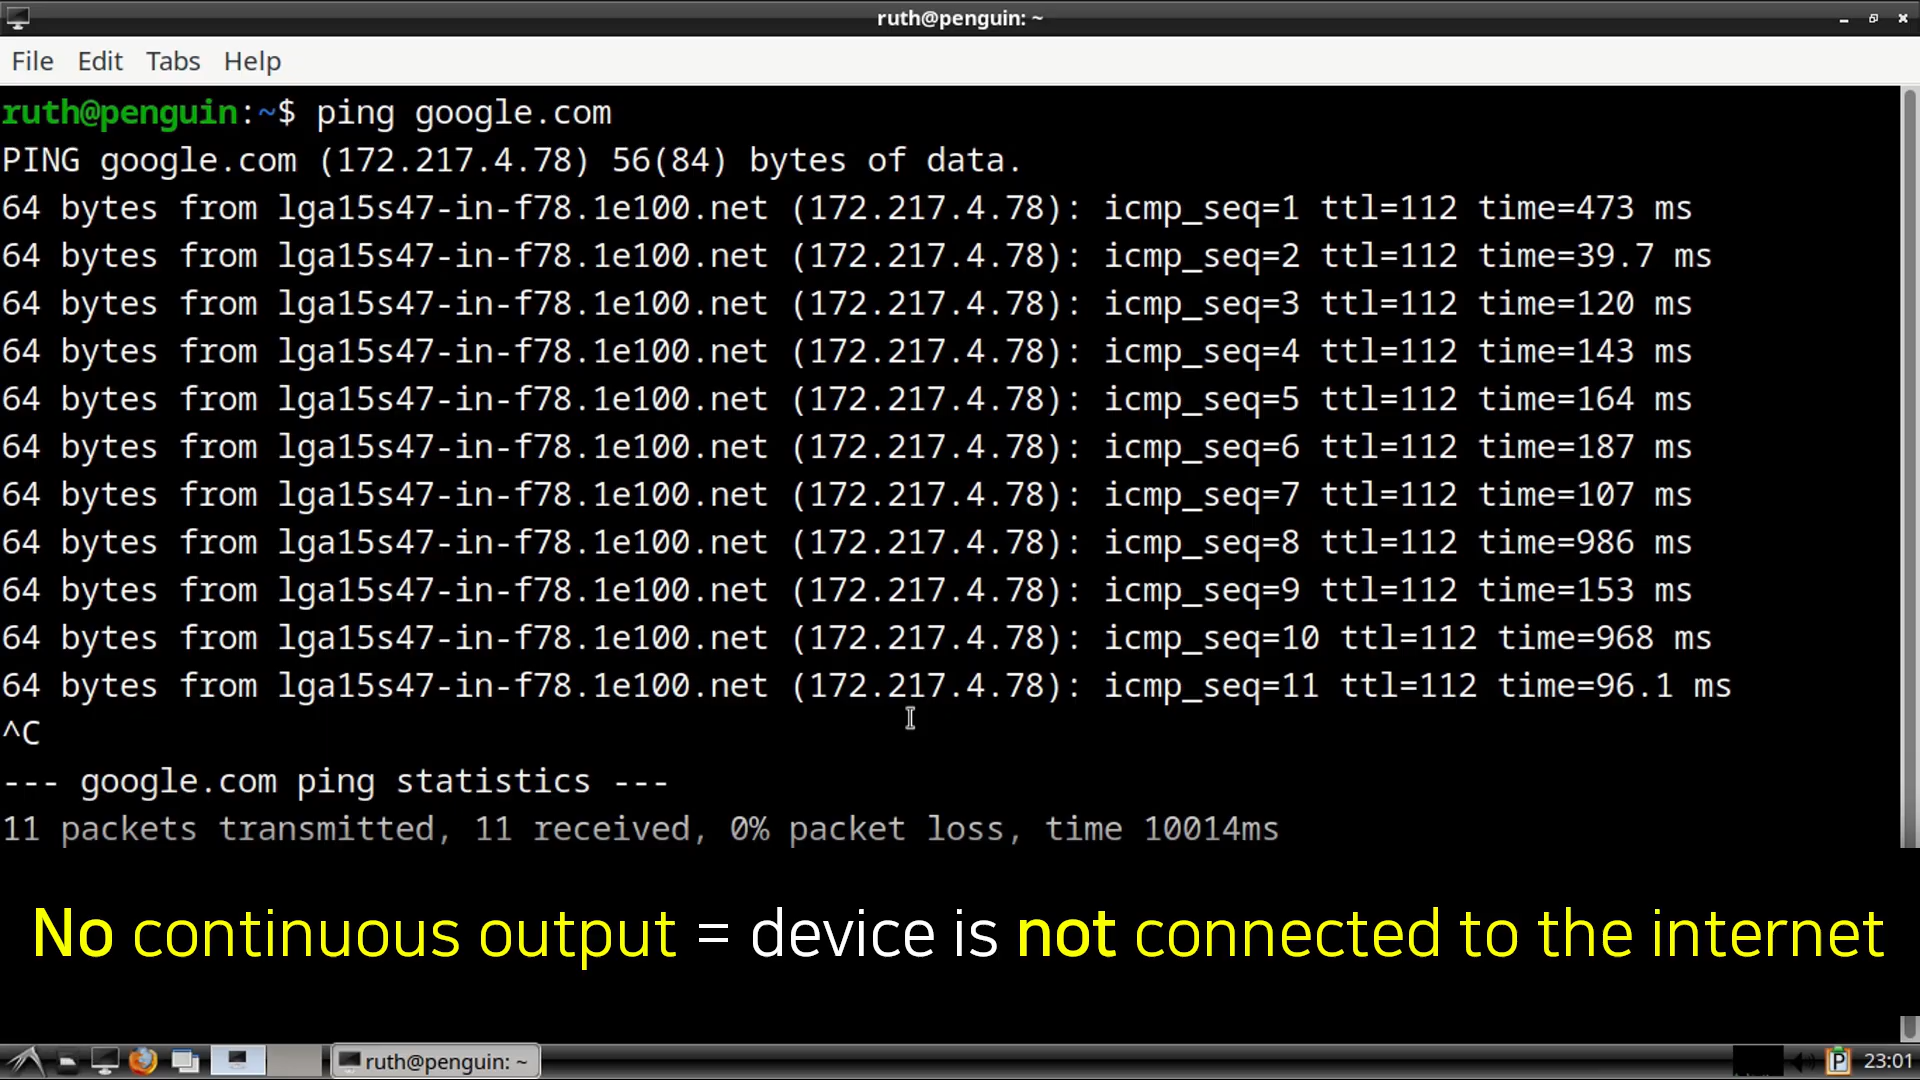 ruth@penguin: ~
File Edit Tabs Help
ruth@penguin:~$ ping google.com
PING google.com (172.217.4.78) 56(84) bytes of data.
64 bytes from lga15s47-in-f78.1e100.net (172.217.4.78): icmp_seq=1 ttl=112 time=473 ms
64 bytes from lga15s47-in-f78.1e100.net (172.217.4.78): icmp_seq=2 ttl=112 time=39.7 ms
64 bytes from lga15s47-in-f78.1e100.net (172.217.4.78): icmp_seq=3 ttl=112 time=120 ms
64 bytes from lga15s47-in-f78.1e100.net (172.217.4.78): icmp_seq=4 ttl=112 time=143 ms
64 bytes from lga15s47-in-f78.1e100.net (172.217.4.78): icmp_seq=5 ttl=112 time=164 ms
64 bytes from lga15s47-in-f78.1e100.net (172.217.4.78): icmp_seq=6 ttl=112 time=187 ms
64 bytes from lga15s47-in-f78.1e100.net (172.217.4.78): icmp_seq=7 ttl=112 time=107 ms
64 bytes from lga15s47-in-f78.1e100.net (172.217.4.78): icmp_seq=8 ttl=112 time=986 ms
64 bytes from lga15s47-in-f78.1e100.net (172.217.4.78): icmp_seq=9 ttl=112 time=153 ms
64 bytes from lga15s47-in-f78.1e100.net (172.217.4.78): icmp_seq=10 ttl=112 time=968 ms
64 bytes from lga15s47-in-f78.1e100.net (172.217.4.78): icmp_seq=11 ttl=112 time=96.1 ms
^C
--- google.com ping statistics ---
11 packets transmitted, 11 received, 0% packet loss, time 10014ms
No continuous output = device is not connected to the internet
ruth@penguin: ~ P 23:01